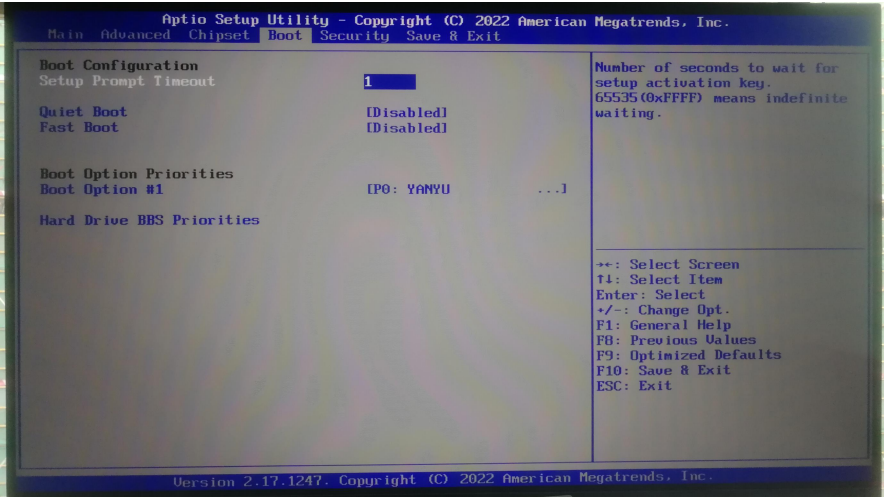 Aptio Setup Utility - Copyright (C) 2022 American Megatrends, Inc.
Main Advanced Chipset Boot Security Save & Exit
Boot Configuration
Setup Prompt Timeout 1
Quiet Boot [Disabled]
Fast Boot [Disabled]
Boot Option Priorities
Boot Option #1 [P0: YANYU ...]
Hard Drive BBS Priorities
Number of seconds to wait for
setup activation key.
65535(0xFFFF) means indefinite
waiting.
→←: Select Screen
↑↓: Select Item
Enter: Select
+/-: Change Opt.
F1: General Help
F8: Previous Values
F9: Optimized Defaults
F10: Save & Exit
ESC: Exit
Version 2.17.1247. Copyright (C) 2022 American Megatrends, Inc.